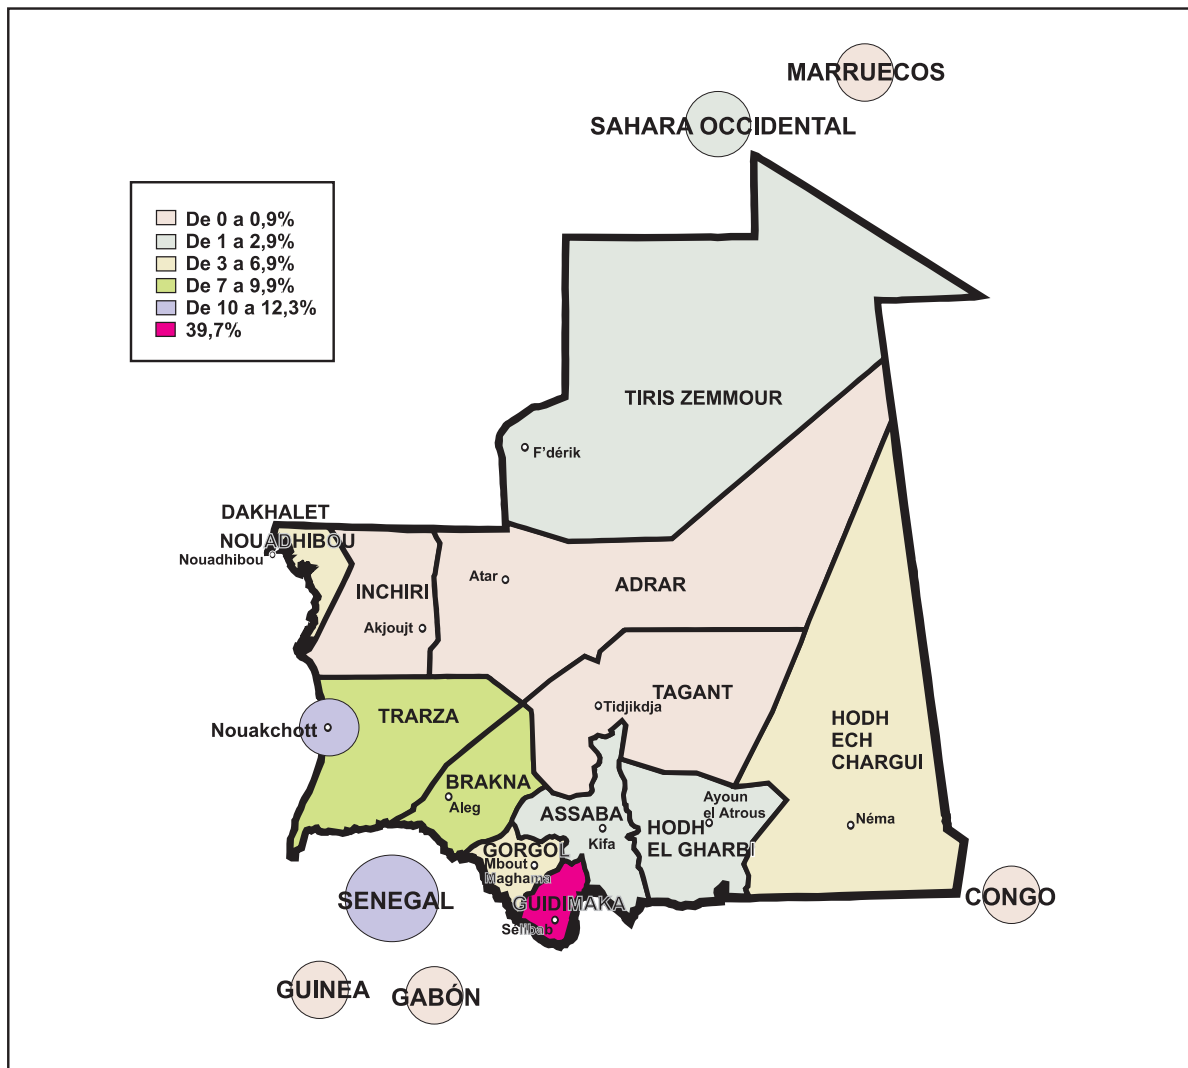 MARRUECOS
SAHARA OCCIDENTAL
De 0 a 0,9%
De 1 a 2,9%
De 3 a 6,9%
De 7 a 9,9%
De 10 a 12,3%
39,7%
TIRIS ZEMMOUR
F'dérik
DAKHALET
NOUADHIBOU
Nouadhibou
INCHIRI
Akjoujt
Atar
ADRAR
TAGANT
Tidjikdja
TRARZA
Nouakchott
HODH
ECH
CHARGUI
Néma
BRAKNA
Aleg
ASSABA
Kifa
Ayoun
el Atrous
HODH
EL GHARBI
GORGOL
Mbout
Maghama
GUIDIMAKA
Sélibab
SENEGAL
CONGO
GUINEA
GABÓN